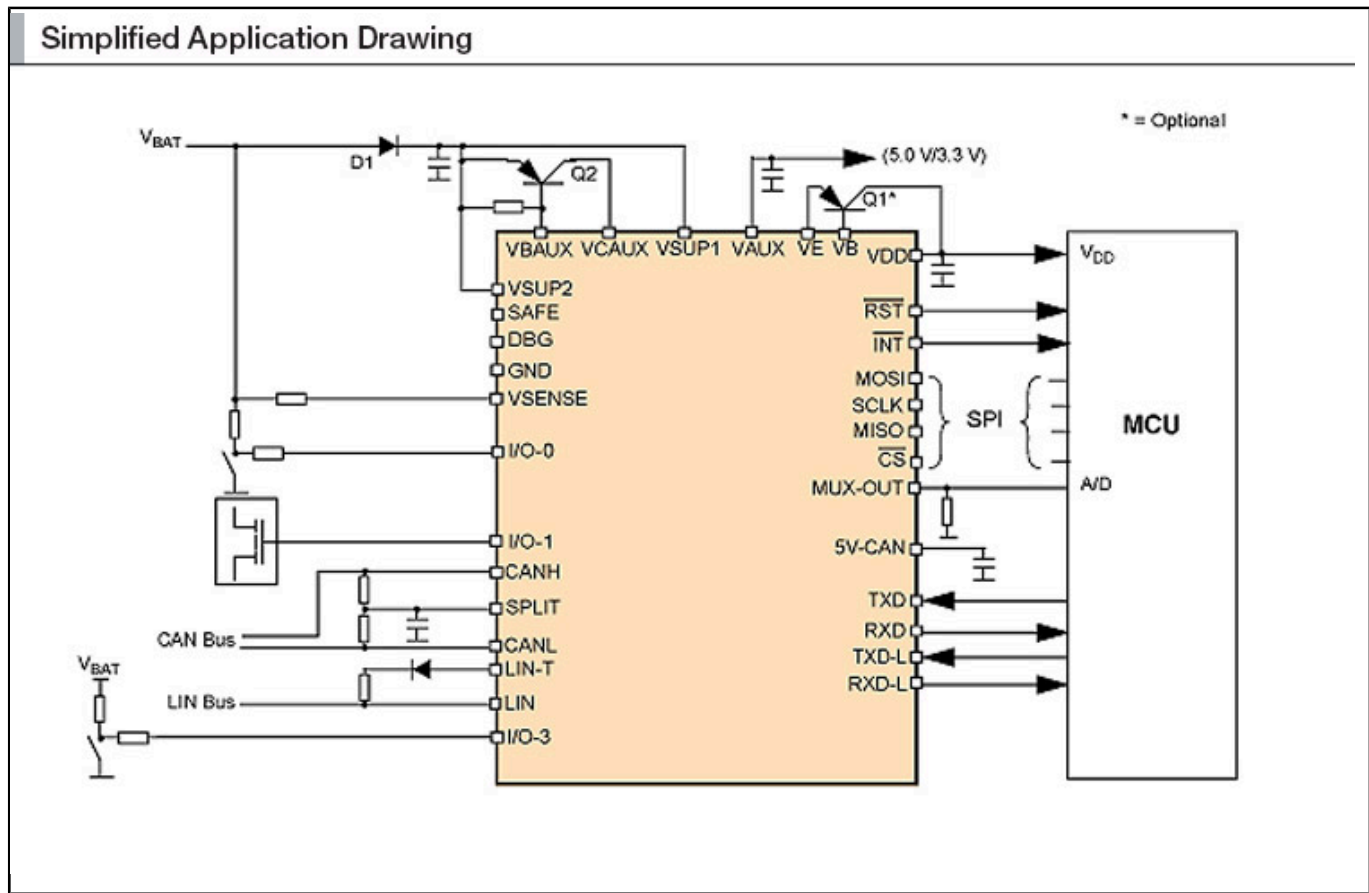 Simplified Application Drawing
* = Optional
VBAT
D1
Q2
(5.0 V/3.3 V)
Q1*
VBAUX VCAUX VSUP1 VAUX VE VB
VDD
VDD
VSUP2
SAFE
DBG
GND
VSENSE
I/O-0
I/O-1
CANH
SPLIT
CANL
LIN-T
LIN
I/O-3
RST
INT
MOSI
SCLK
MISO
CS
SPI
MCU
MUX-OUT
A/D
5V-CAN
TXD
RXD
TXD-L
RXD-L
CAN Bus
VBAT
LIN Bus